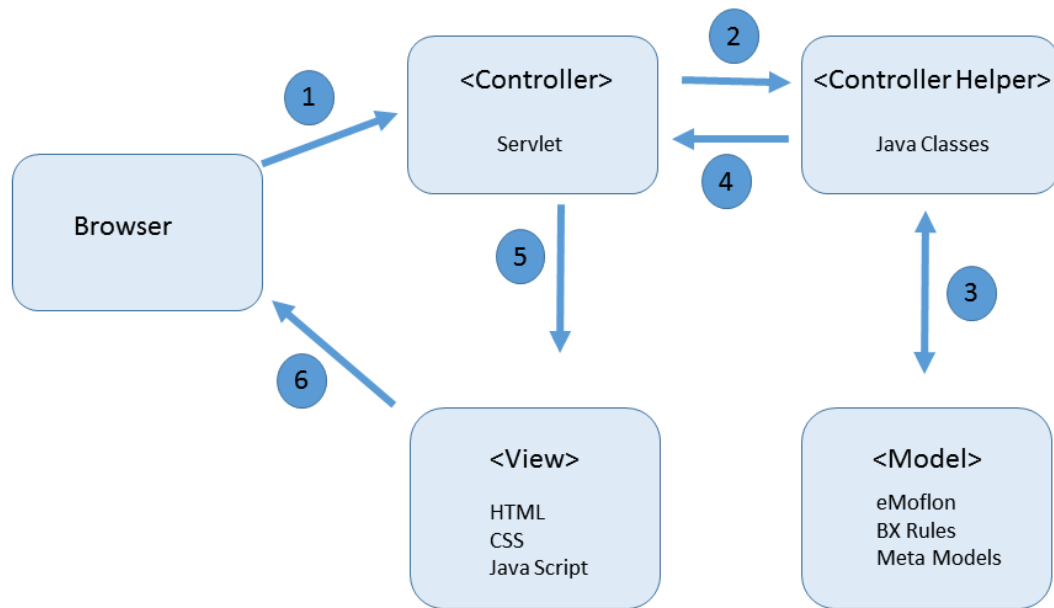 2
<Controller>
<Controller Helper>
1
Servlet
Java Classes
4
Browser
5
3
6
<View>
<Model>
HTML
CSS
Java Script
eMoflon
BX Rules
Meta Models